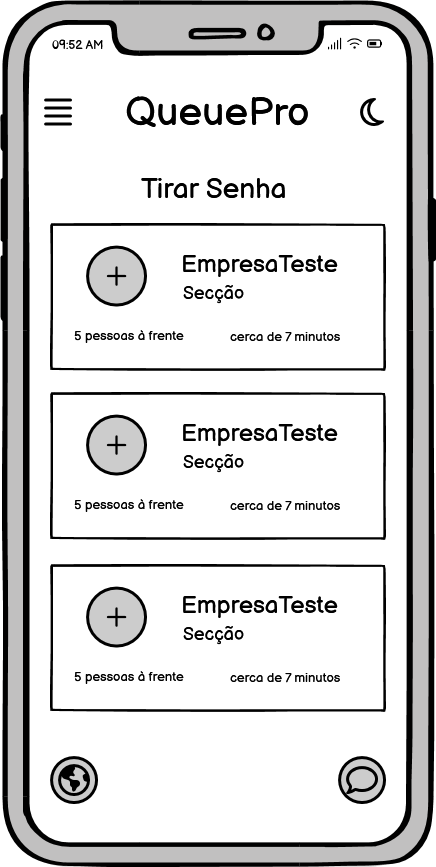 09:52 AM
QueuePro
Tirar Senha
EmpresaTeste
Secção
5 pessoas à frente
cerca de 7 minutos
EmpresaTeste
Secção
5 pessoas à frente
cerca de 7 minutos
EmpresaTeste
Secção
5 pessoas à frente
cerca de 7 minutos